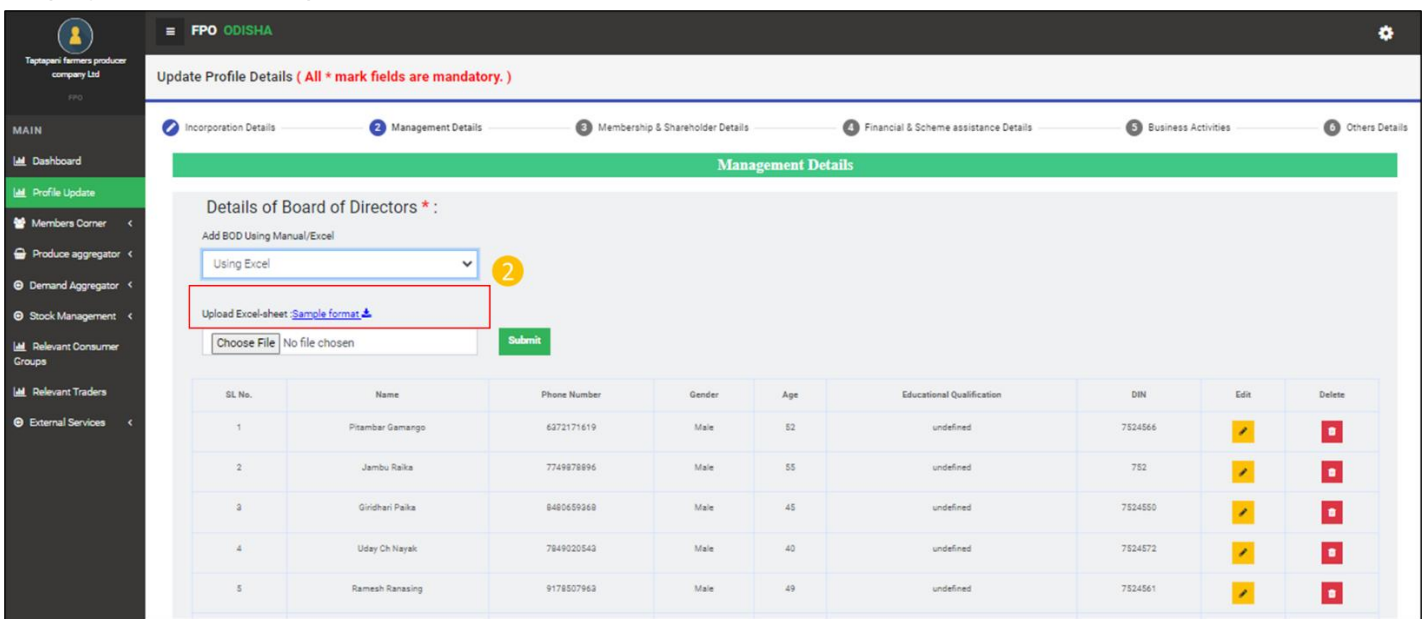 FPO ODISHA
Taptapani farmers producer
company Ltd
FPO
Update Profile Details ( All * mark fields are mandatory. )
MAIN
Dashboard
Profile Update
Members Corner
Produce aggregator
Demand Aggregator
Stock Management
Relevant Consumer
Groups
Relevant Traders
External Services
Incorporation Details 2 Management Details 3 Membership & Shareholder Details 4 Financial & Scheme assistance Details 5 Business Activities 6 Others Details
Management Details
Details of Board of Directors * :
Add BOD Using Manual/Excel
Using Excel
2
Upload Excel-sheet :Sample format
Choose File No file chosen Submit
SL No. Name Phone Number Gender Age Educational Qualification DIN Edit Delete
1 Pitambar Gamango 6372171619 Male 52 undefined 7524566
2 Jambu Raika 7749878896 Male 55 undefined 752
3 Giridhari Paika 8480659368 Male 45 undefined 7524550
4 Uday Ch Nayak 7849020543 Male 40 undefined 7524572
5 Ramesh Ranasing 9178507963 Male 49 undefined 7524561